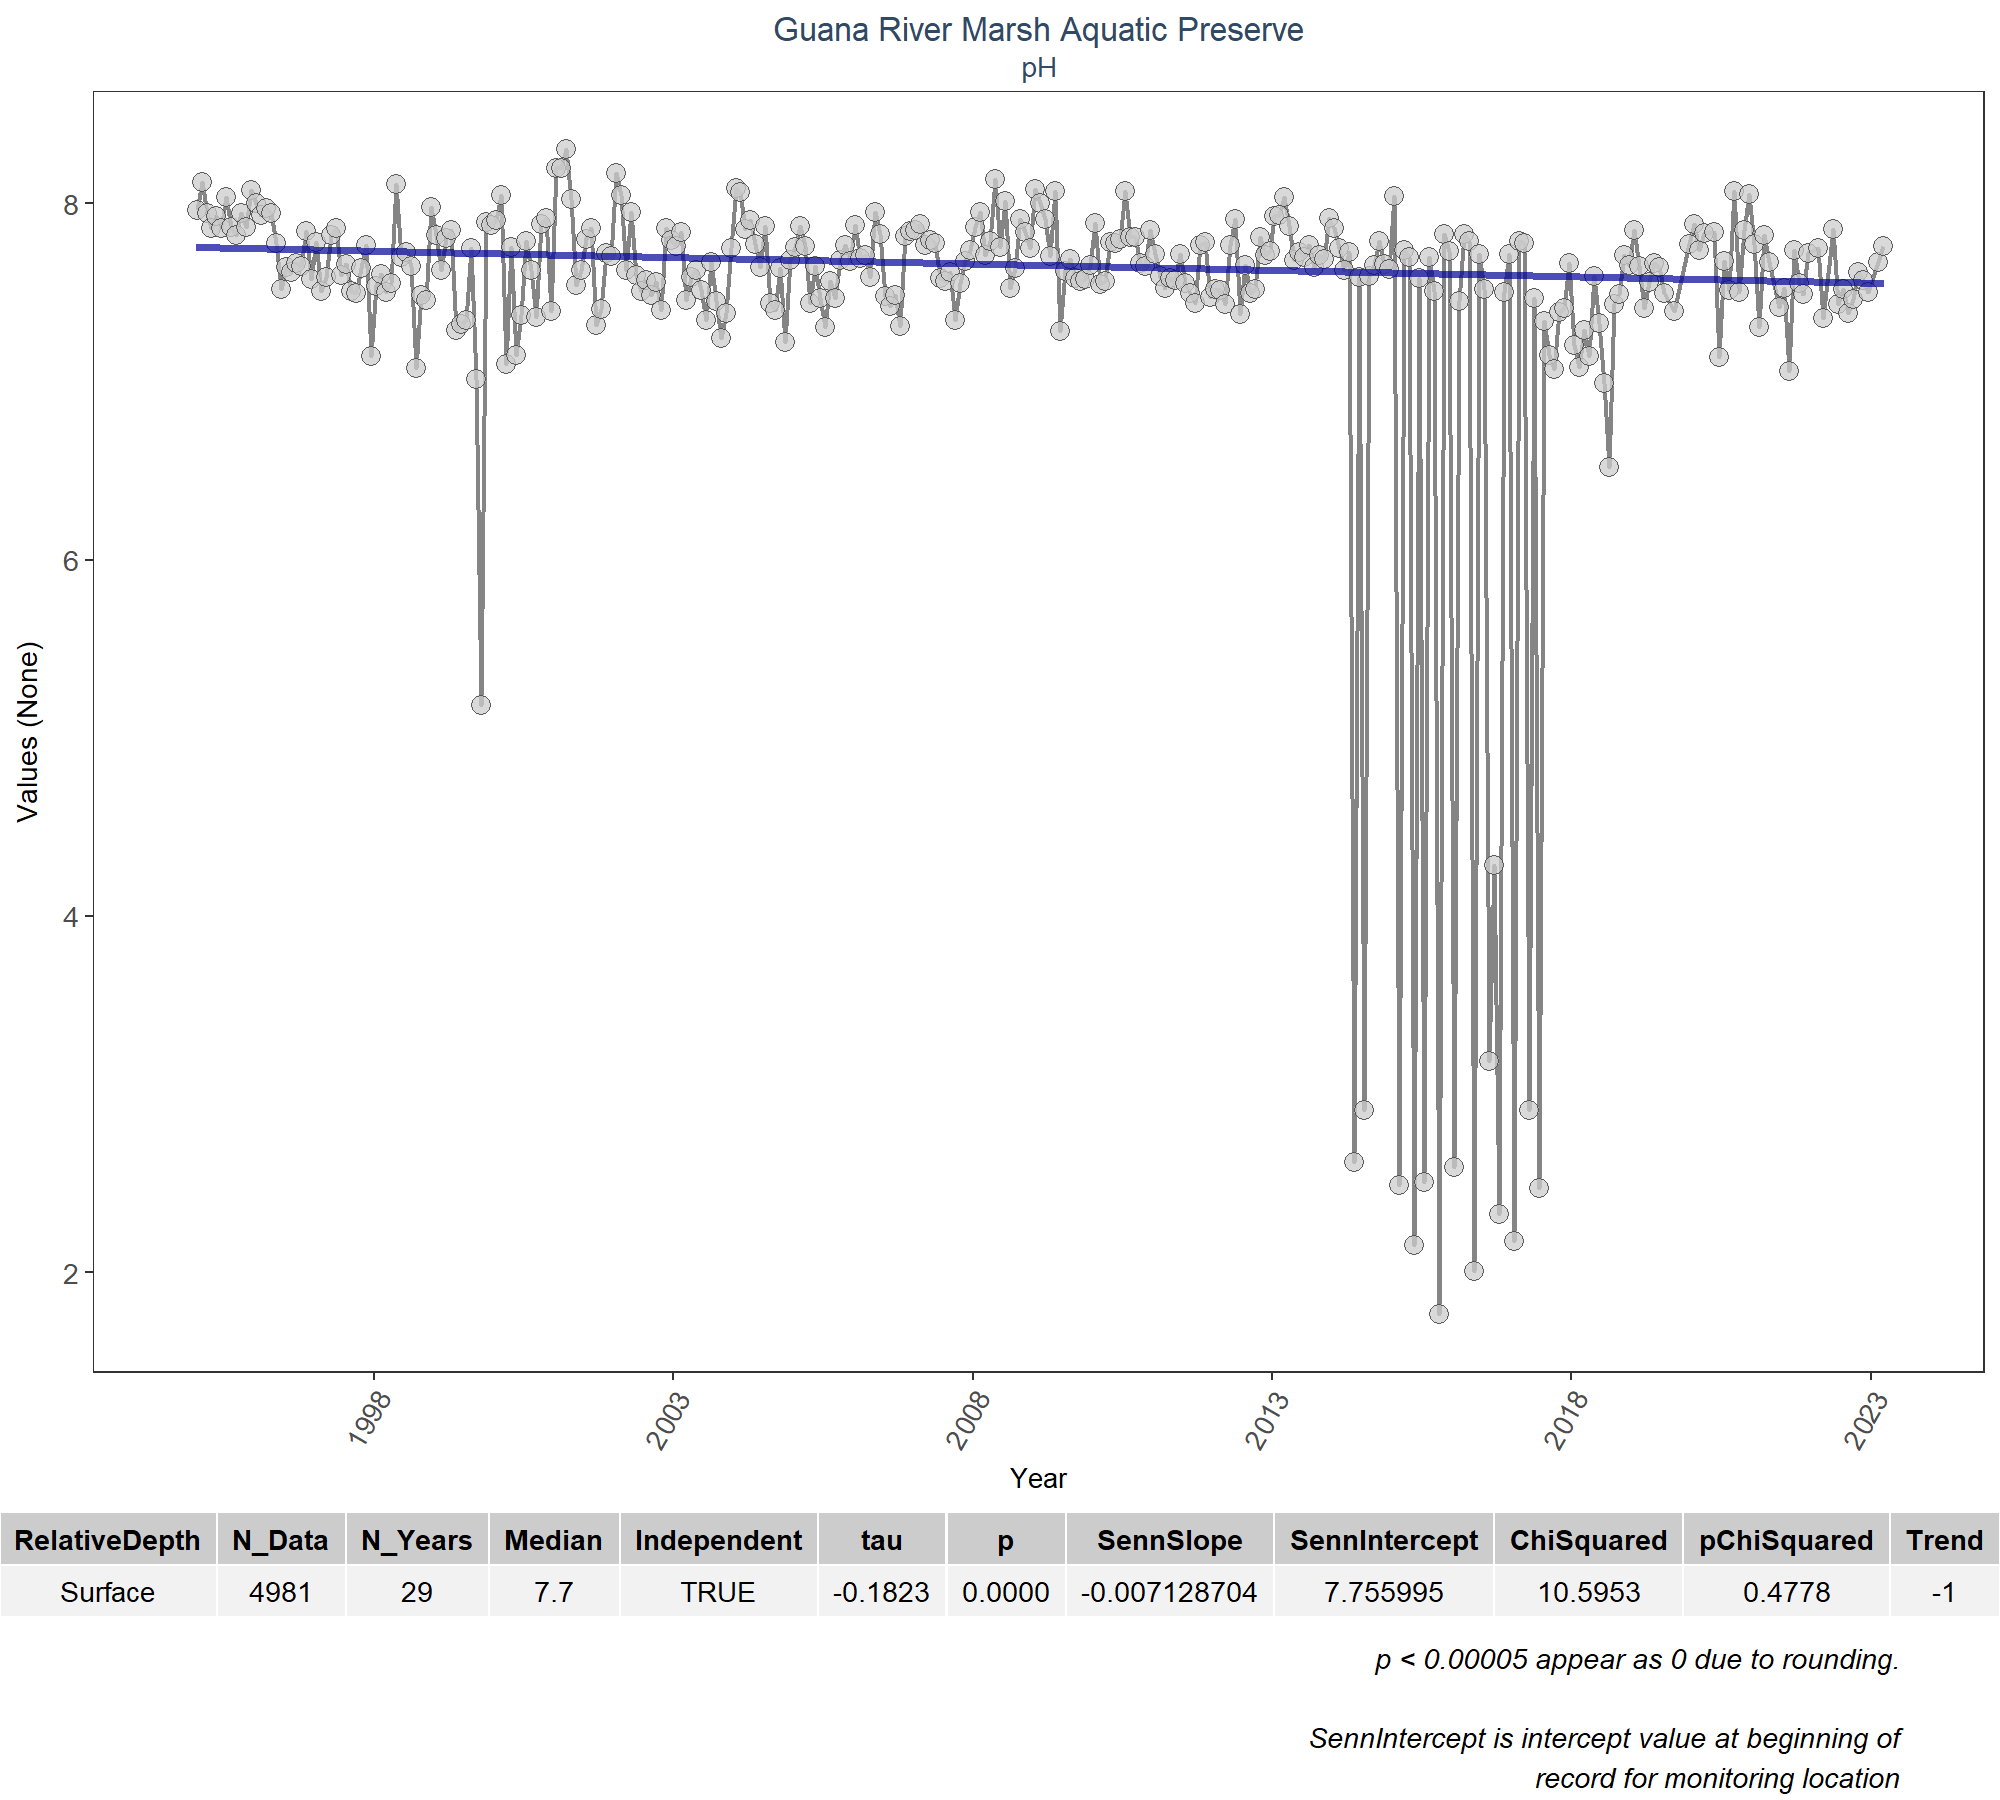 Guana River Marsh Aquatic Preserve
pH
8
6
4
2
Values (None)
1998
2003
2008
2013
2018
2023
Year
RelativeDepth N_Data N_Years Median Independent tau p SennSlope SennIntercept ChiSquared pChiSquared Trend
Surface 4981 29 7.7 TRUE -0.1823 0.0000 -0.007128704 7.755995 10.5953 0.4778 -1
p < 0.00005 appear as 0 due to rounding.
SennIntercept is intercept value at beginning of
record for monitoring location